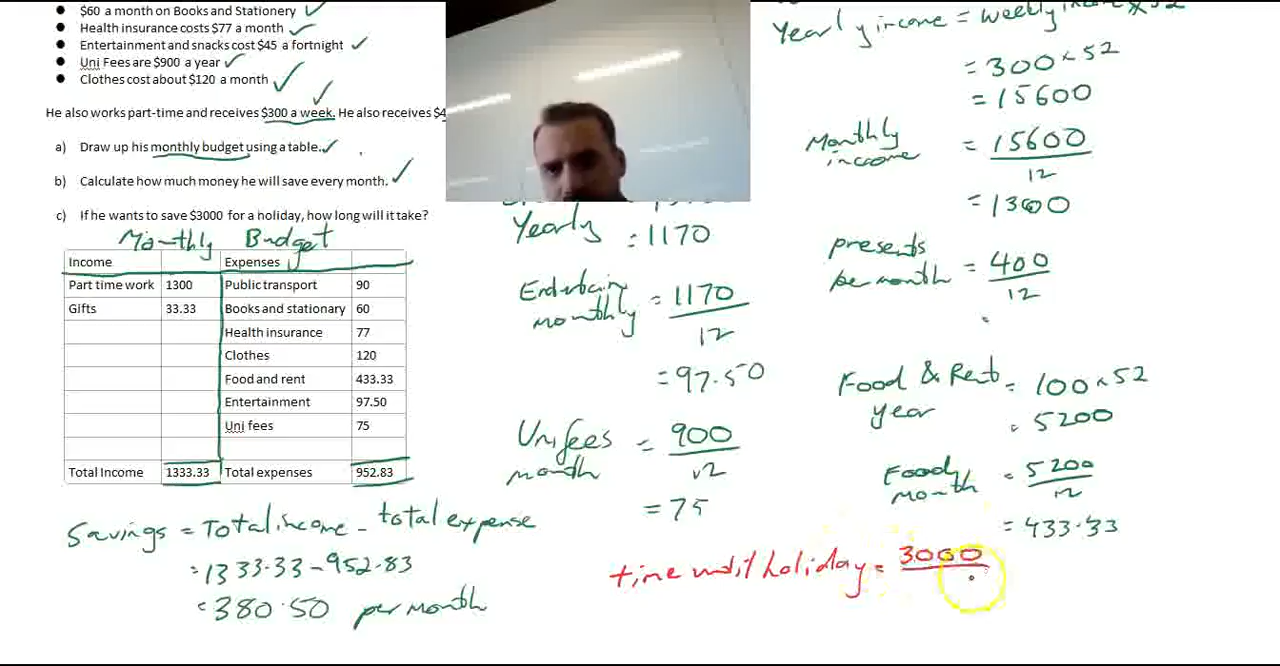 $60 a month on Books and Stationery
Health insurance costs $77 a month
Entertainment and snacks cost $45 a fortnight
Uni Fees are $900 a year
Clothes cost about $120 a month
He also works part-time and receives $300 a week. He also receives $4
a) Draw up his monthly budget using a table.
b) Calculate how much money he will save every month.
c) If he wants to save $3000 for a holiday, how long will it take?
Monthly Budget
Income Expenses
Part time work 1300 Public transport 90
Gifts 33.33 Books and stationary 60
Health insurance 77
Clothes 120
Food and rent 433.33
Entertainment 97.50
Uni fees 75
Total Income 1333.33 Total expenses 952.83
Savings = Total income - total expense
= 1333.33 - 952.83
= 380.50 per month
Yearly = 1170
monthly = 1170
12
= 97.50
Uni fees
month = 900
12
= 75
Yearly income = weekly
= 300 × 52
= 15600
Monthly
income = 15600
12
= 1300
presents
per month = 400
12
=
Food & Rent
year = 100 × 52
= 5200
Food
month = 5200
12
= 433.33
time until holiday = 3000